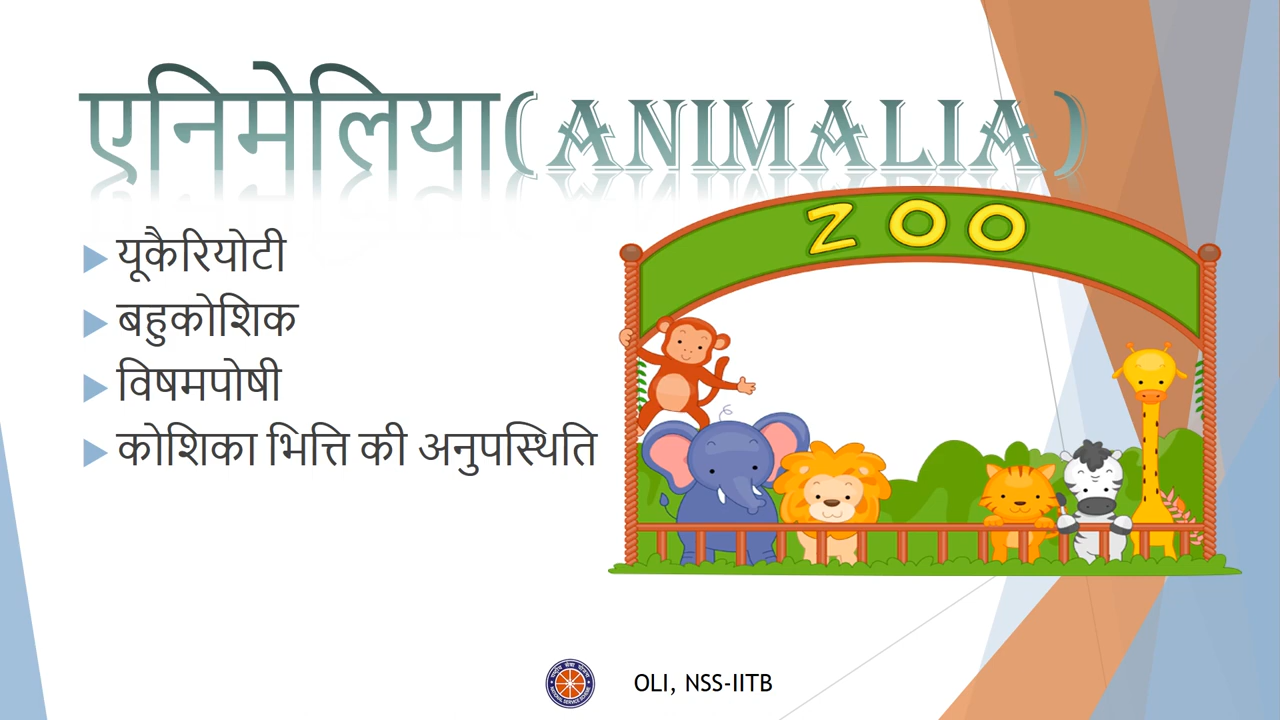 एनिमेलिया(ANIMALIA)
ZOO
यूकैरियोटी
बहुकोशिक
विषमपोषी
कोशिका भित्ति की अनुपस्थिति
OLI, NSS-IITB